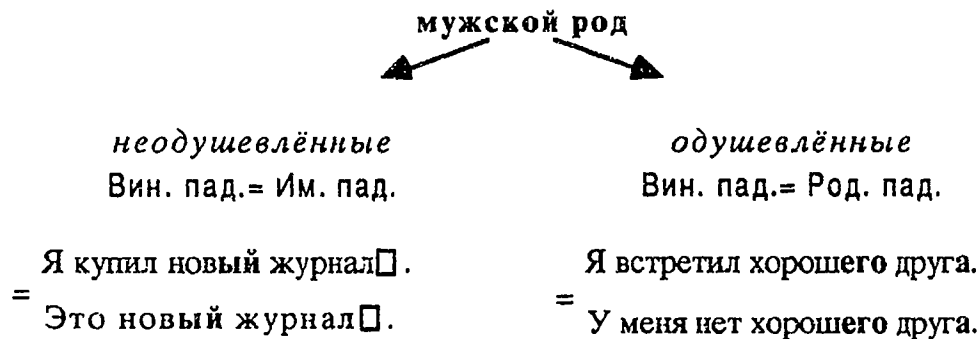 мужской род
неодушевлённые
Вин. пад.= Им. пад.
Я купил новый журнал□.
=
Это новый журнал□.
одушевлённые
Вин. пад.= Род. пад.
Я встретил хорошего друга.
=
У меня нет хорошего друга.